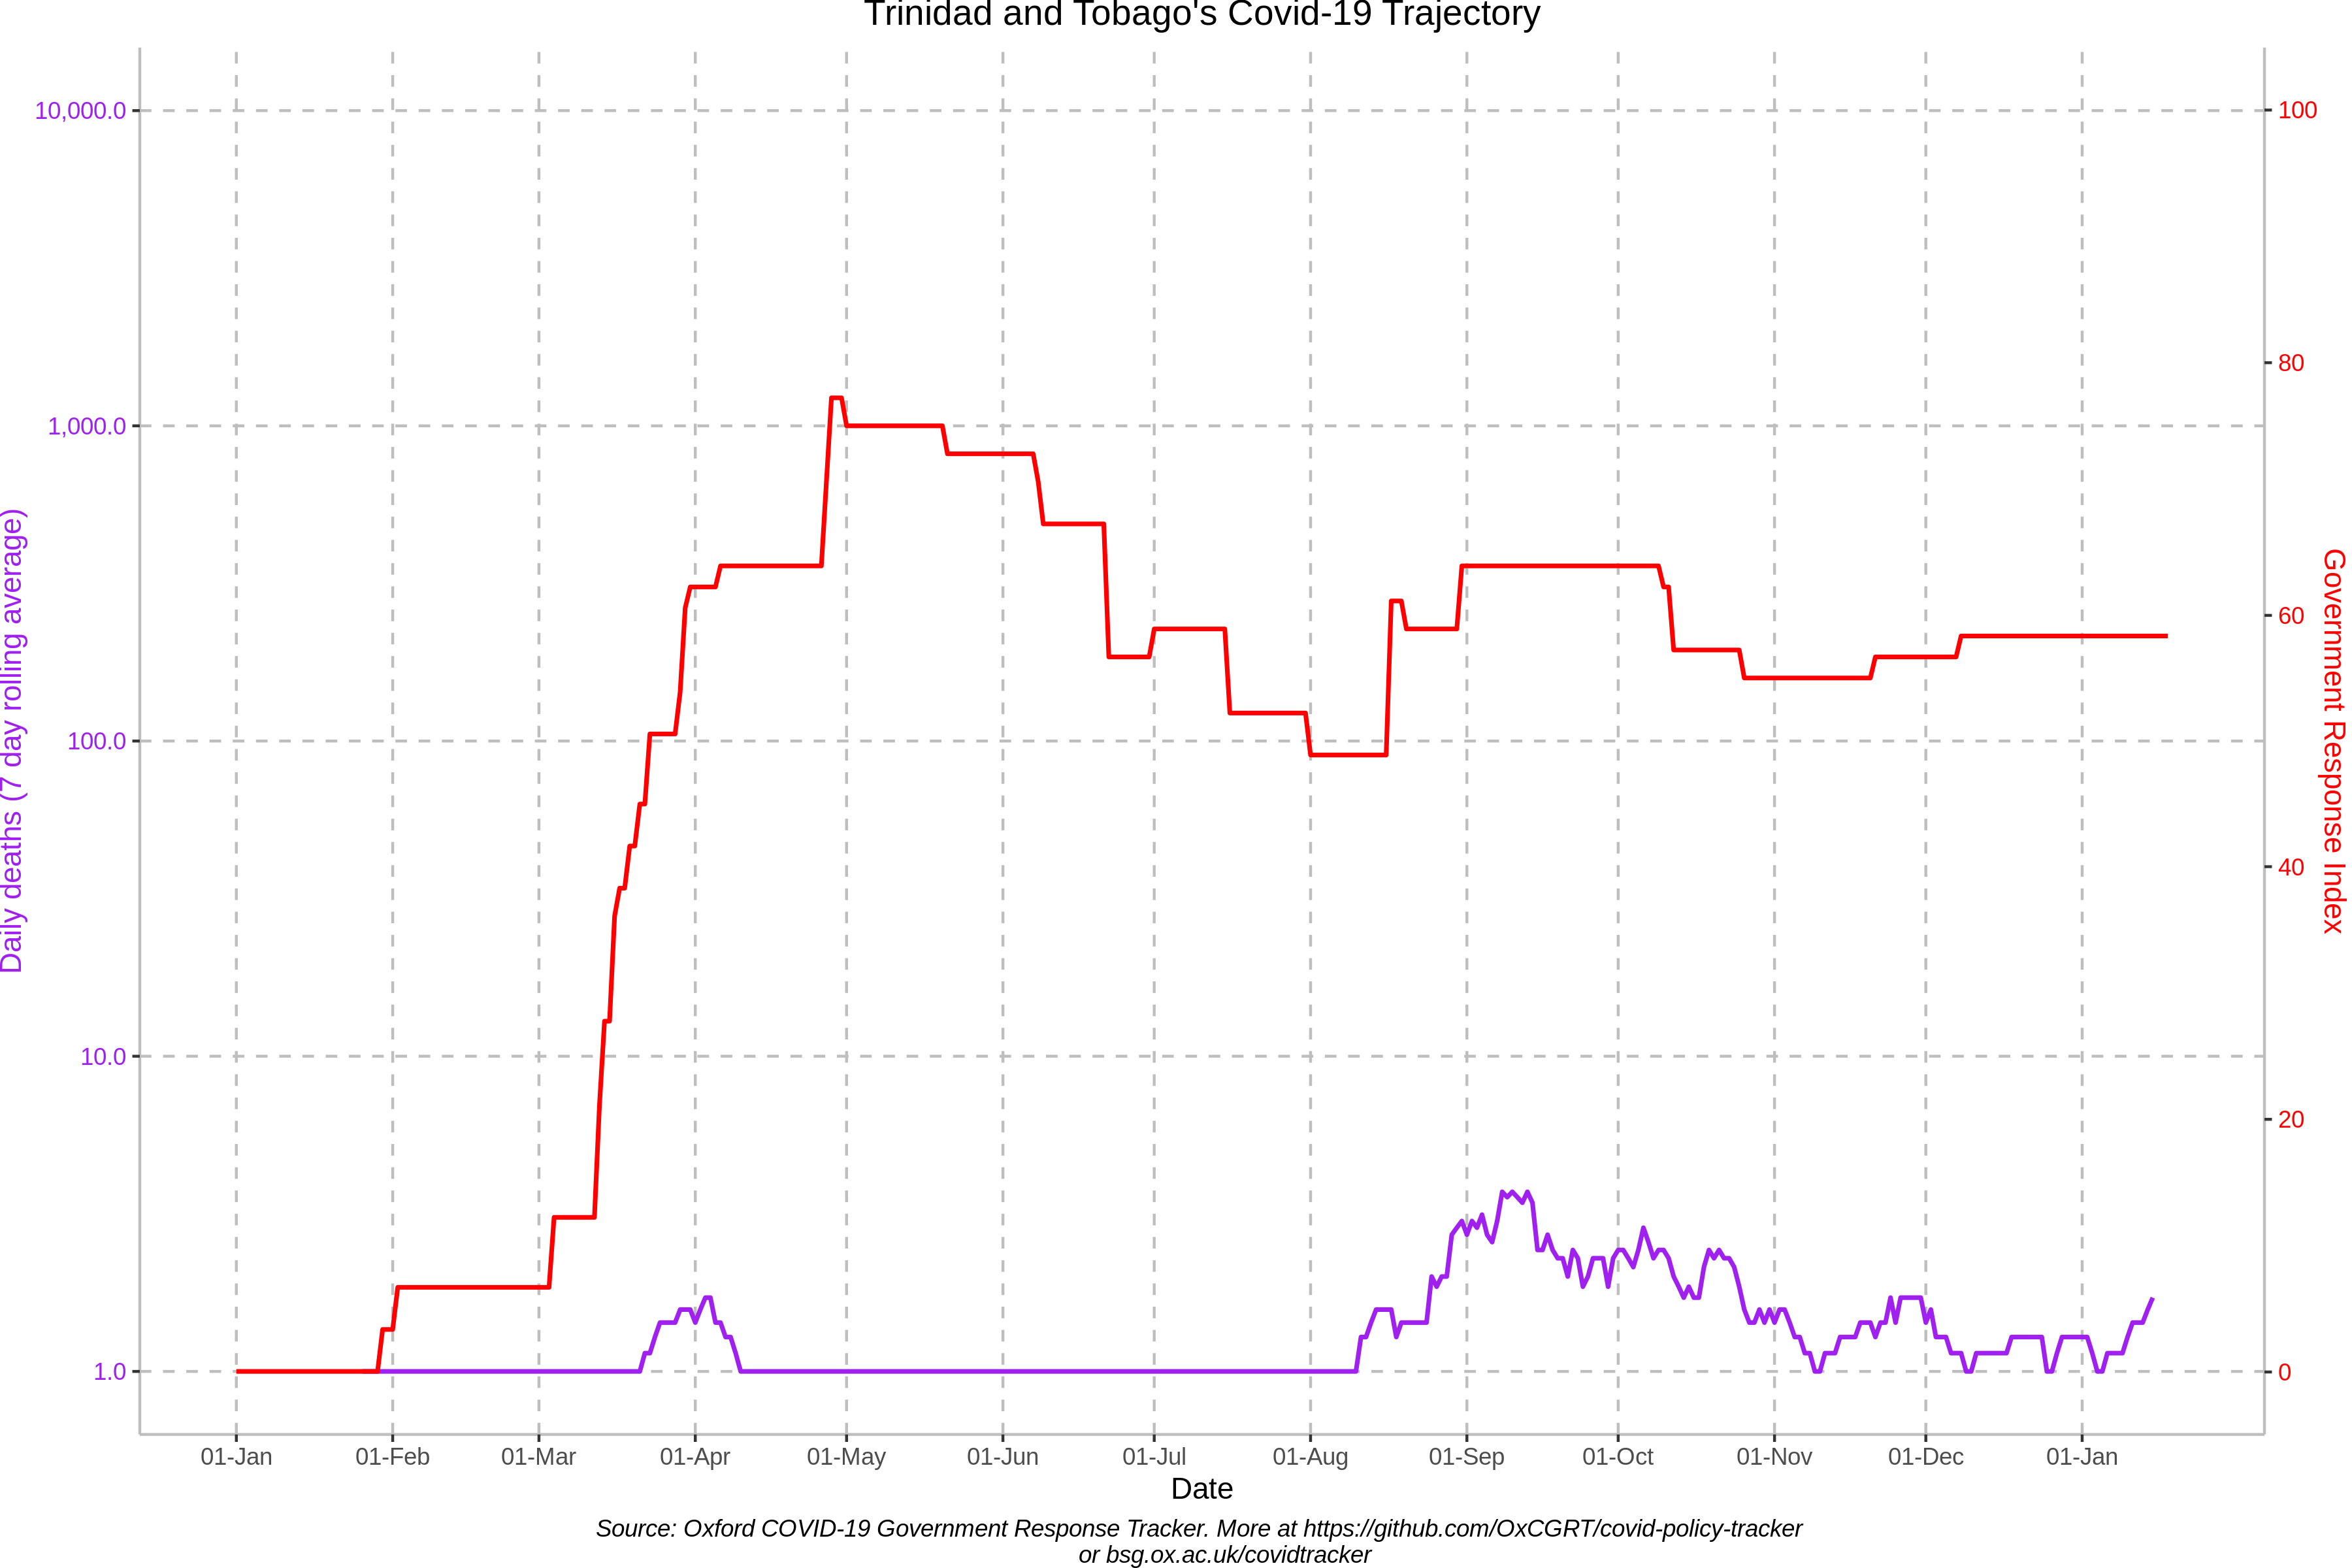 Trinidad and Tobago's Covid-19 Trajectory
10,000.0
1,000.0
100.0
10.0
1.0
Daily deaths (7 day rolling average)
100
80
60
40
20
0
Government Response Index
01-Jan
01-Feb
01-Mar
01-Apr
01-May
01-Jun
01-Jul
01-Aug
01-Sep
01-Oct
01-Nov
01-Dec
01-Jan
Date
Source: Oxford COVID-19 Government Response Tracker. More at https://github.com/OxCGRT/covid-policy-tracker
or bsg.ox.ac.uk/covidtracker